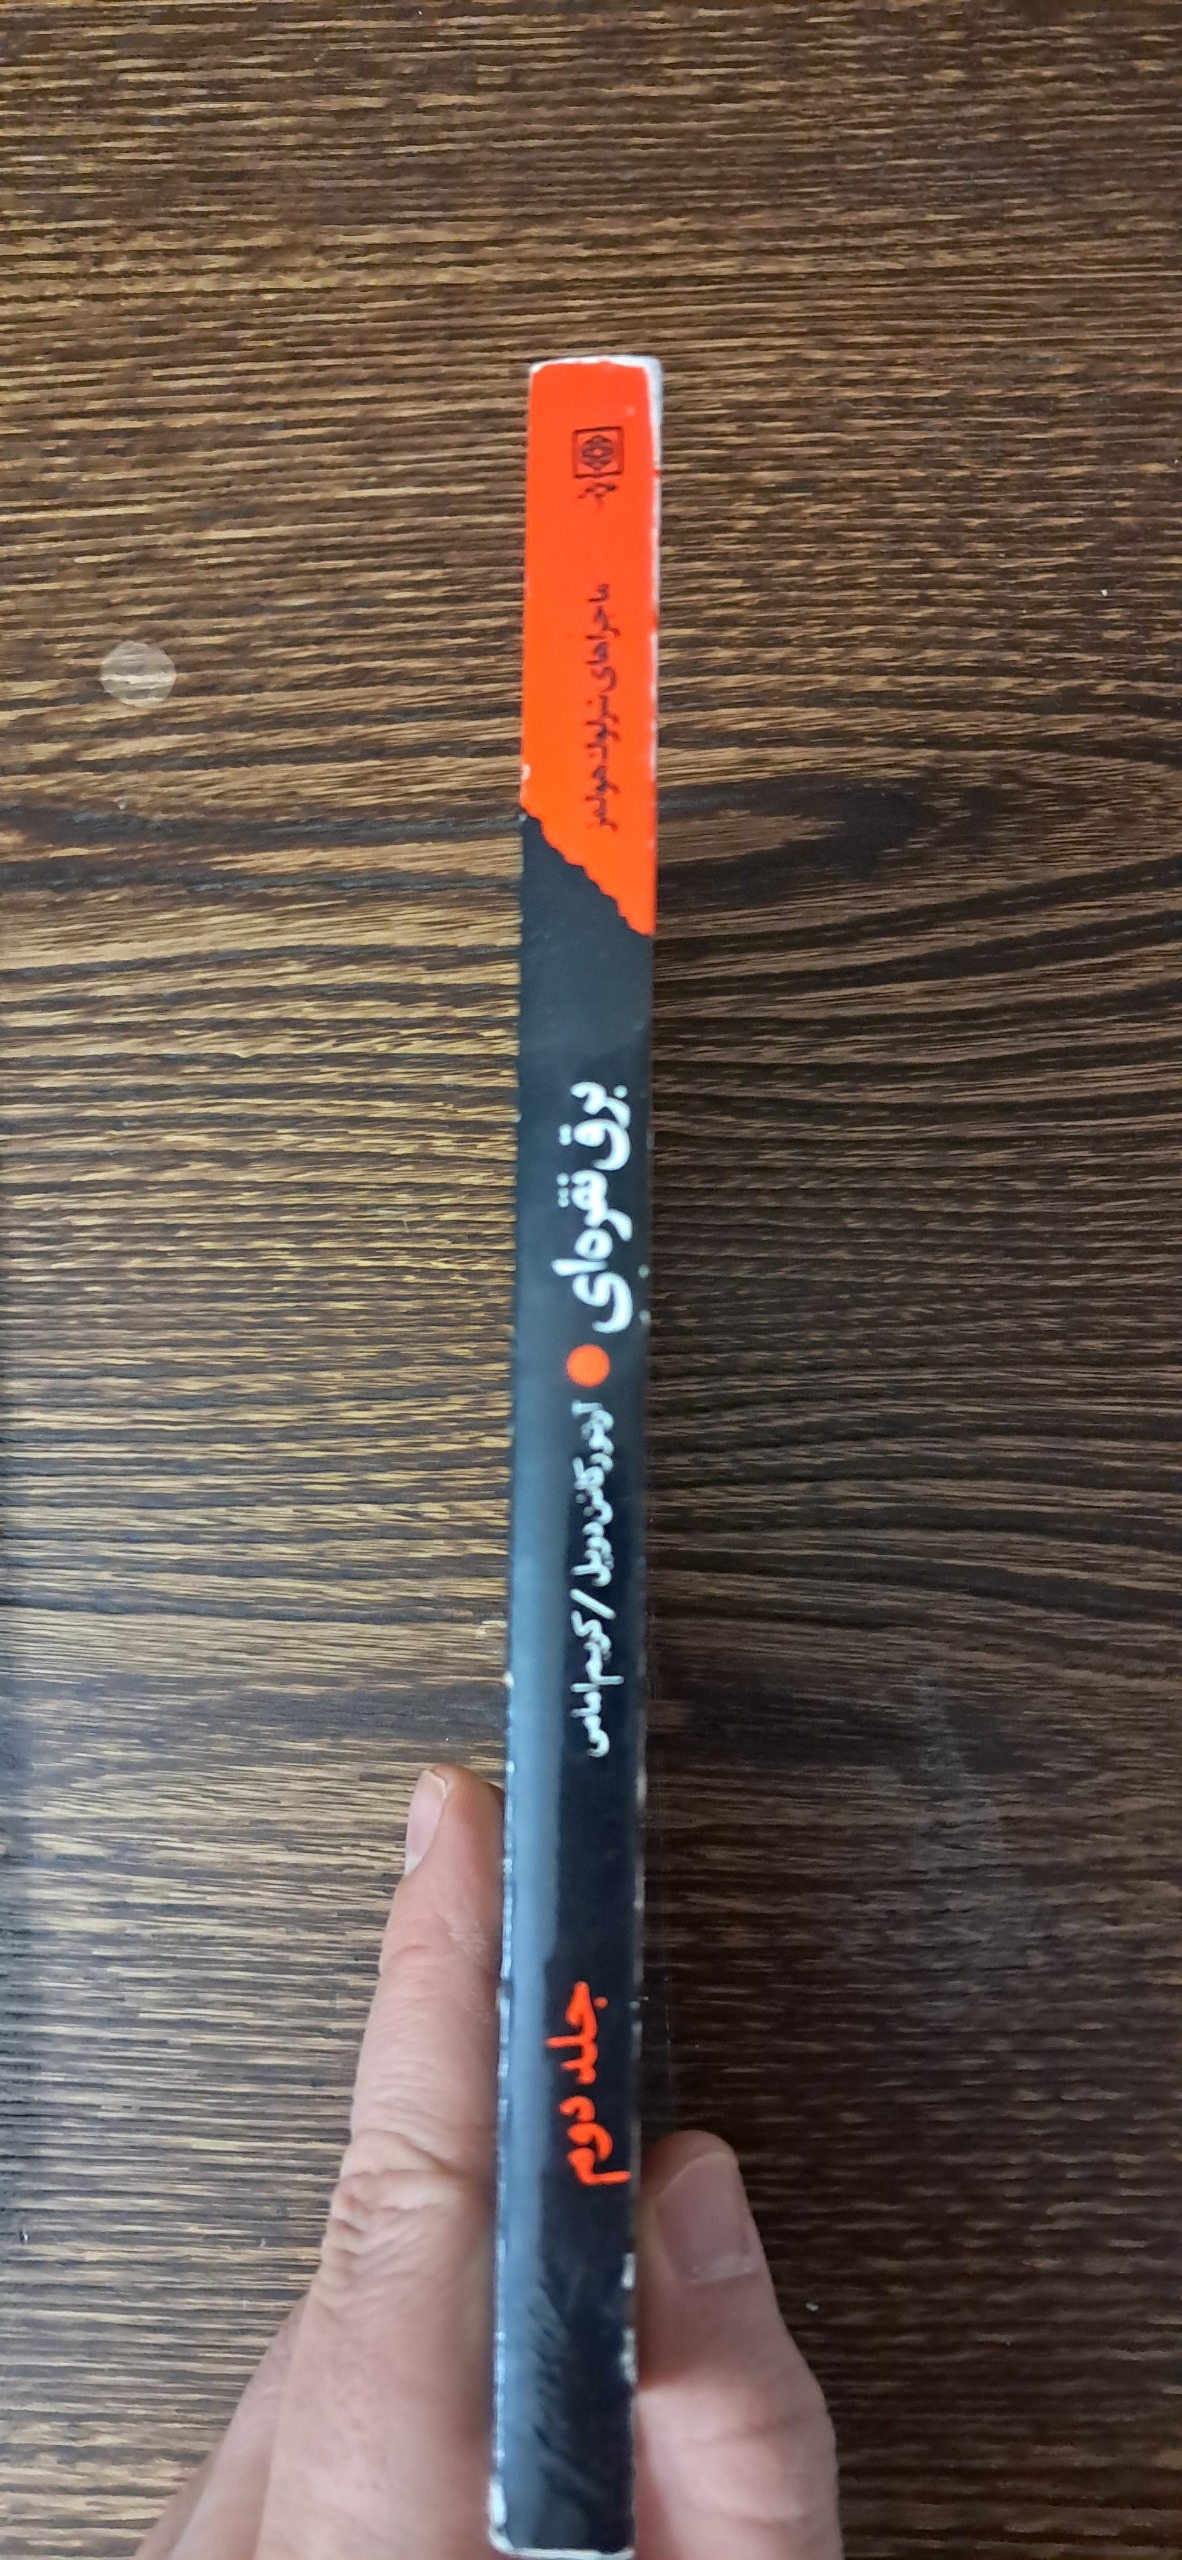 ماجراهای شرلوک هولمز
برق نقره‌ای
آرتور کانن دویل / کریم امامی
جلد دوم